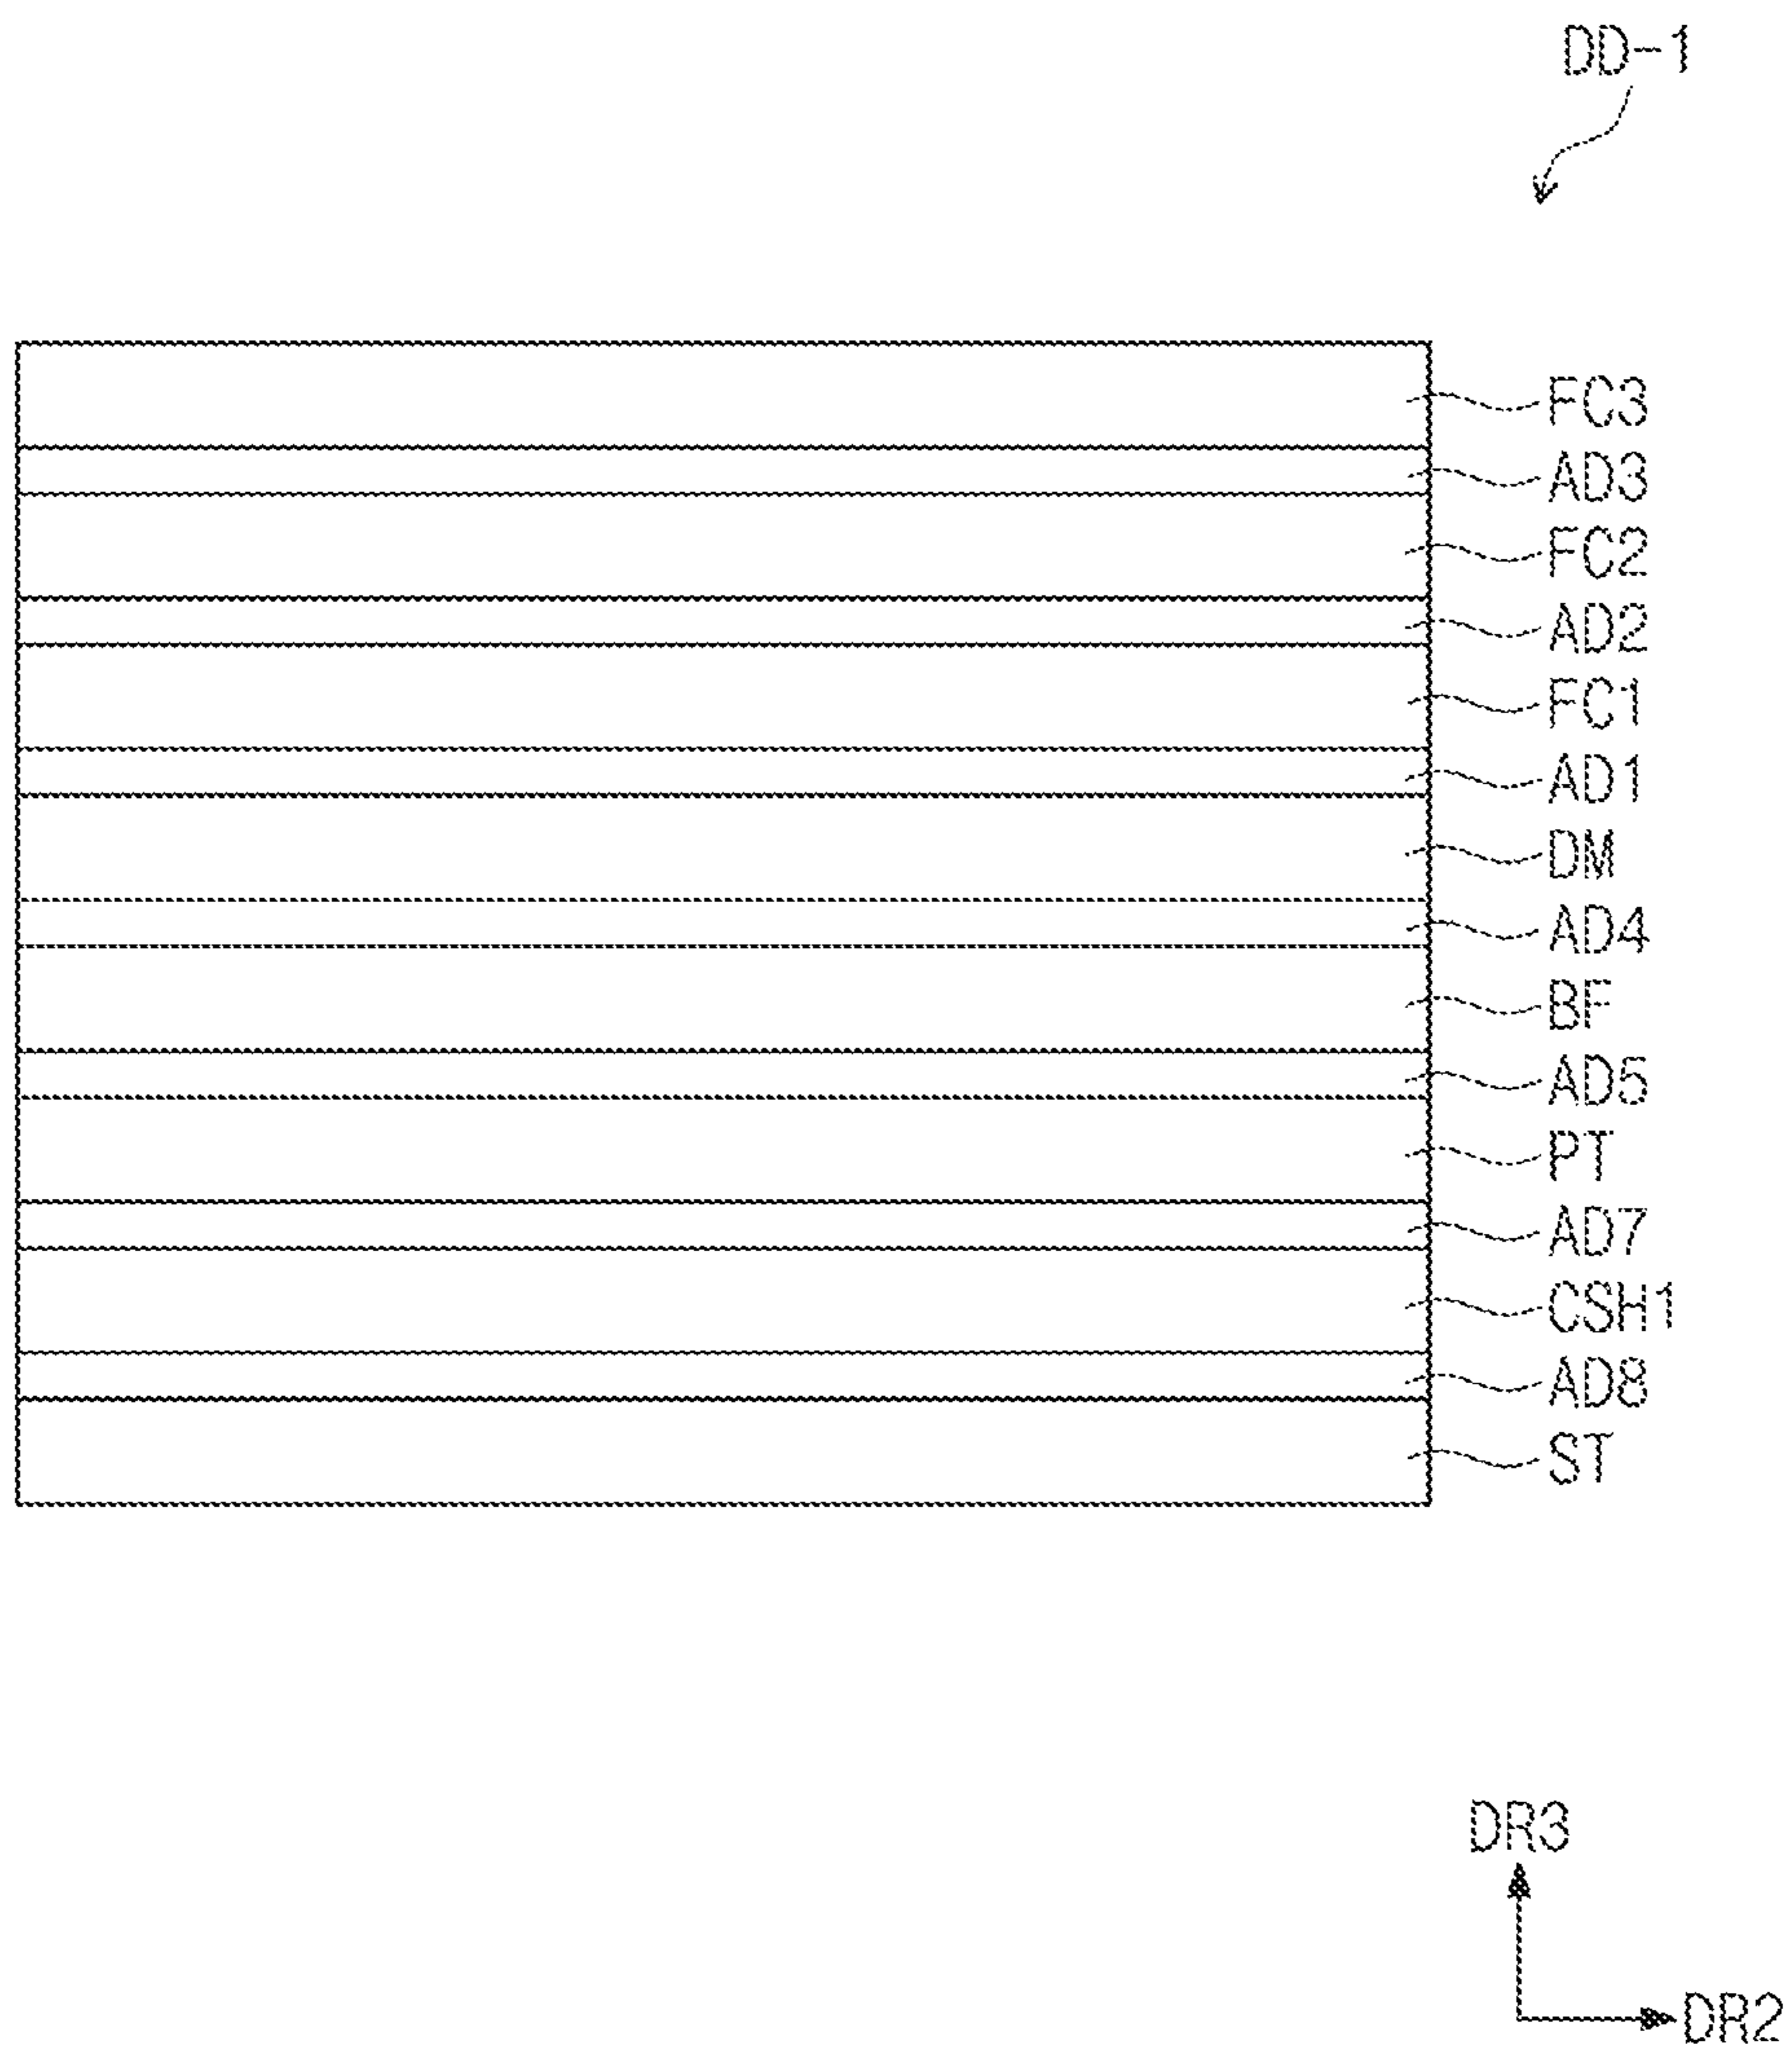 DD-1
FC3
AD3
FC2
AD2
FC1
AD1
DM
AD4
BF
AD5
PT
AD7
CSH1
AD8
ST
DR3
DR2